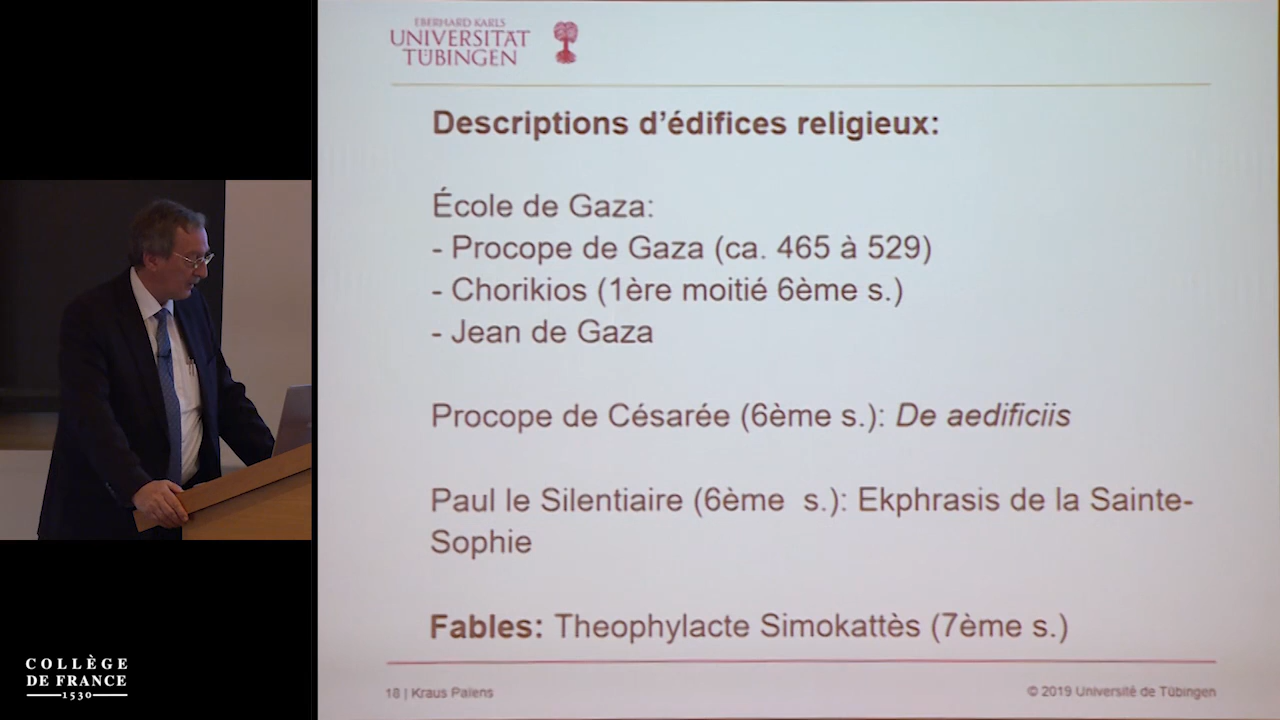 EBERHARD KARLS
UNIVERSITÄT
TÜBINGEN
Descriptions d’édifices religieux:
École de Gaza:
- Procope de Gaza (ca. 465 à 529)
- Chorikios (1ère moitié 6ème s.)
- Jean de Gaza
Procope de Césarée (6ème s.): De aedificiis
Paul le Silentiaire (6ème s.): Ekphrasis de la Sainte-
Sophie
Fables: Theophylacte Simokattès (7ème s.)
18 | Kraus Païens
© 2019 Université de Tübingen
COLLÈGE
DE FRANCE
1530